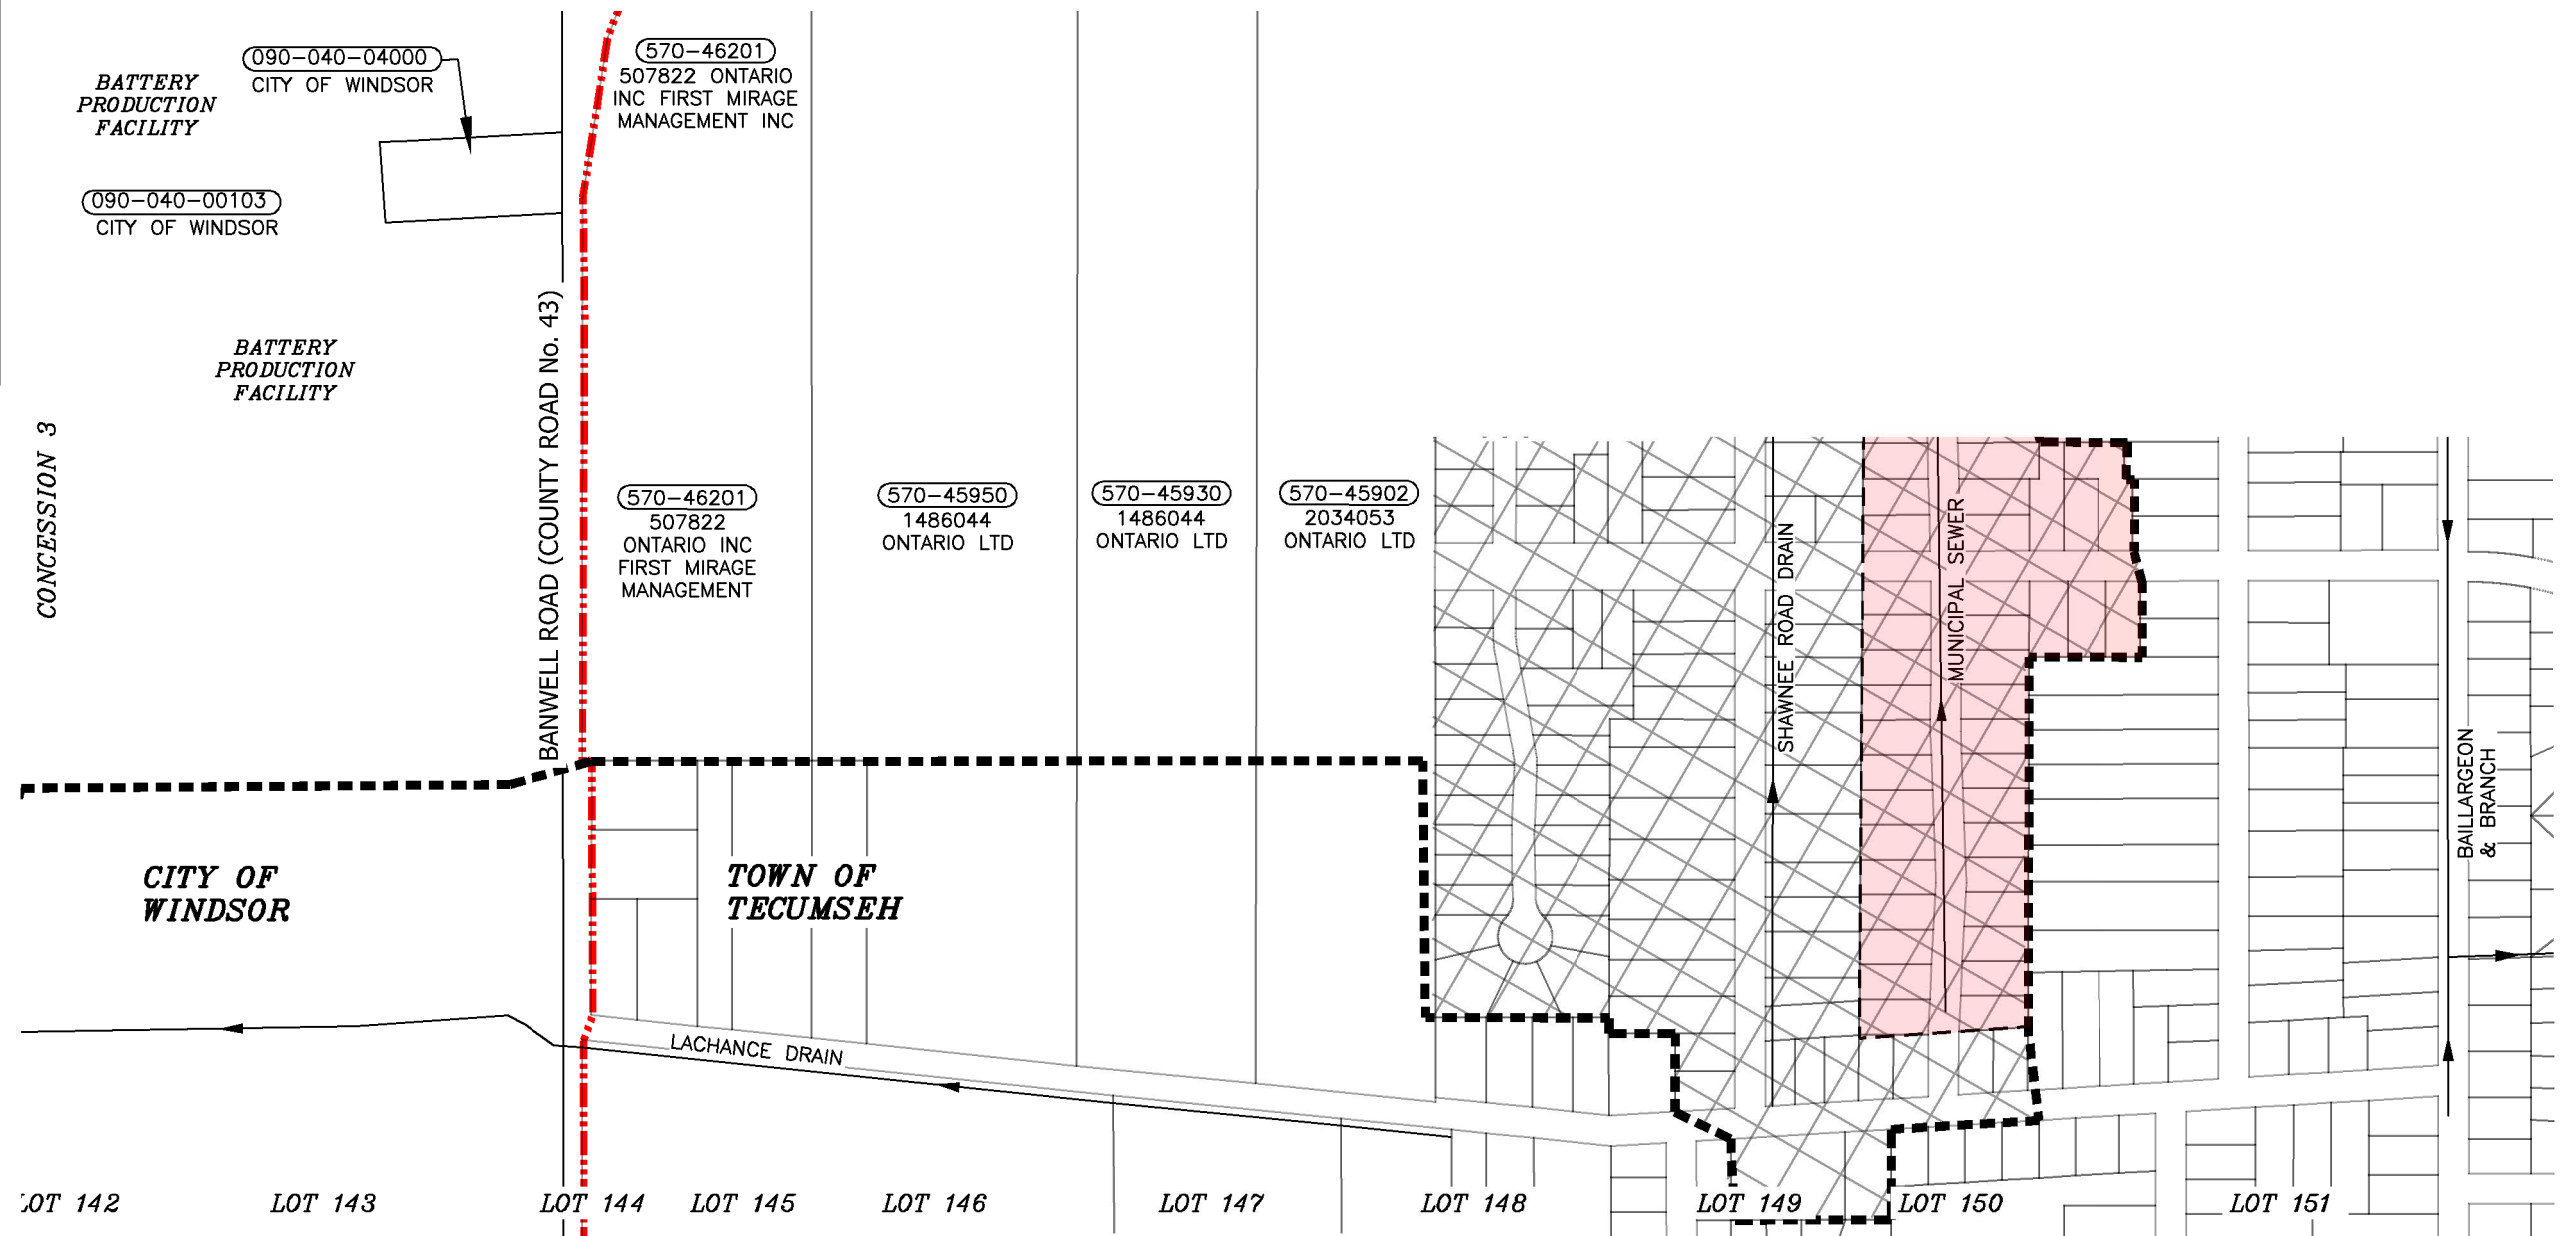 090-040-04000
CITY OF WINDSOR
BATTERY
PRODUCTION
FACILITY
570-46201
507822 ONTARIO
INC FIRST MIRAGE
MANAGEMENT INC
090-040-00103
CITY OF WINDSOR
BATTERY
PRODUCTION
FACILITY
CONCESSION 3
BANWELL ROAD (COUNTY ROAD No. 43)
570-46201
507822
ONTARIO INC
FIRST MIRAGE
MANAGEMENT
570-45950
1486044
ONTARIO LTD
570-45930
1486044
ONTARIO LTD
570-45902
2034053
ONTARIO LTD
SHAWNEE ROAD DRAIN
MUNICIPAL SEWER
BAILLARGEON
& BRANCH
CITY OF
WINDSOR
TOWN OF
TECUMSEH
LACHANCE DRAIN
LOT 142
LOT 143
LOT 144
LOT 145
LOT 146
LOT 147
LOT 148
LOT 149
LOT 150
LOT 151